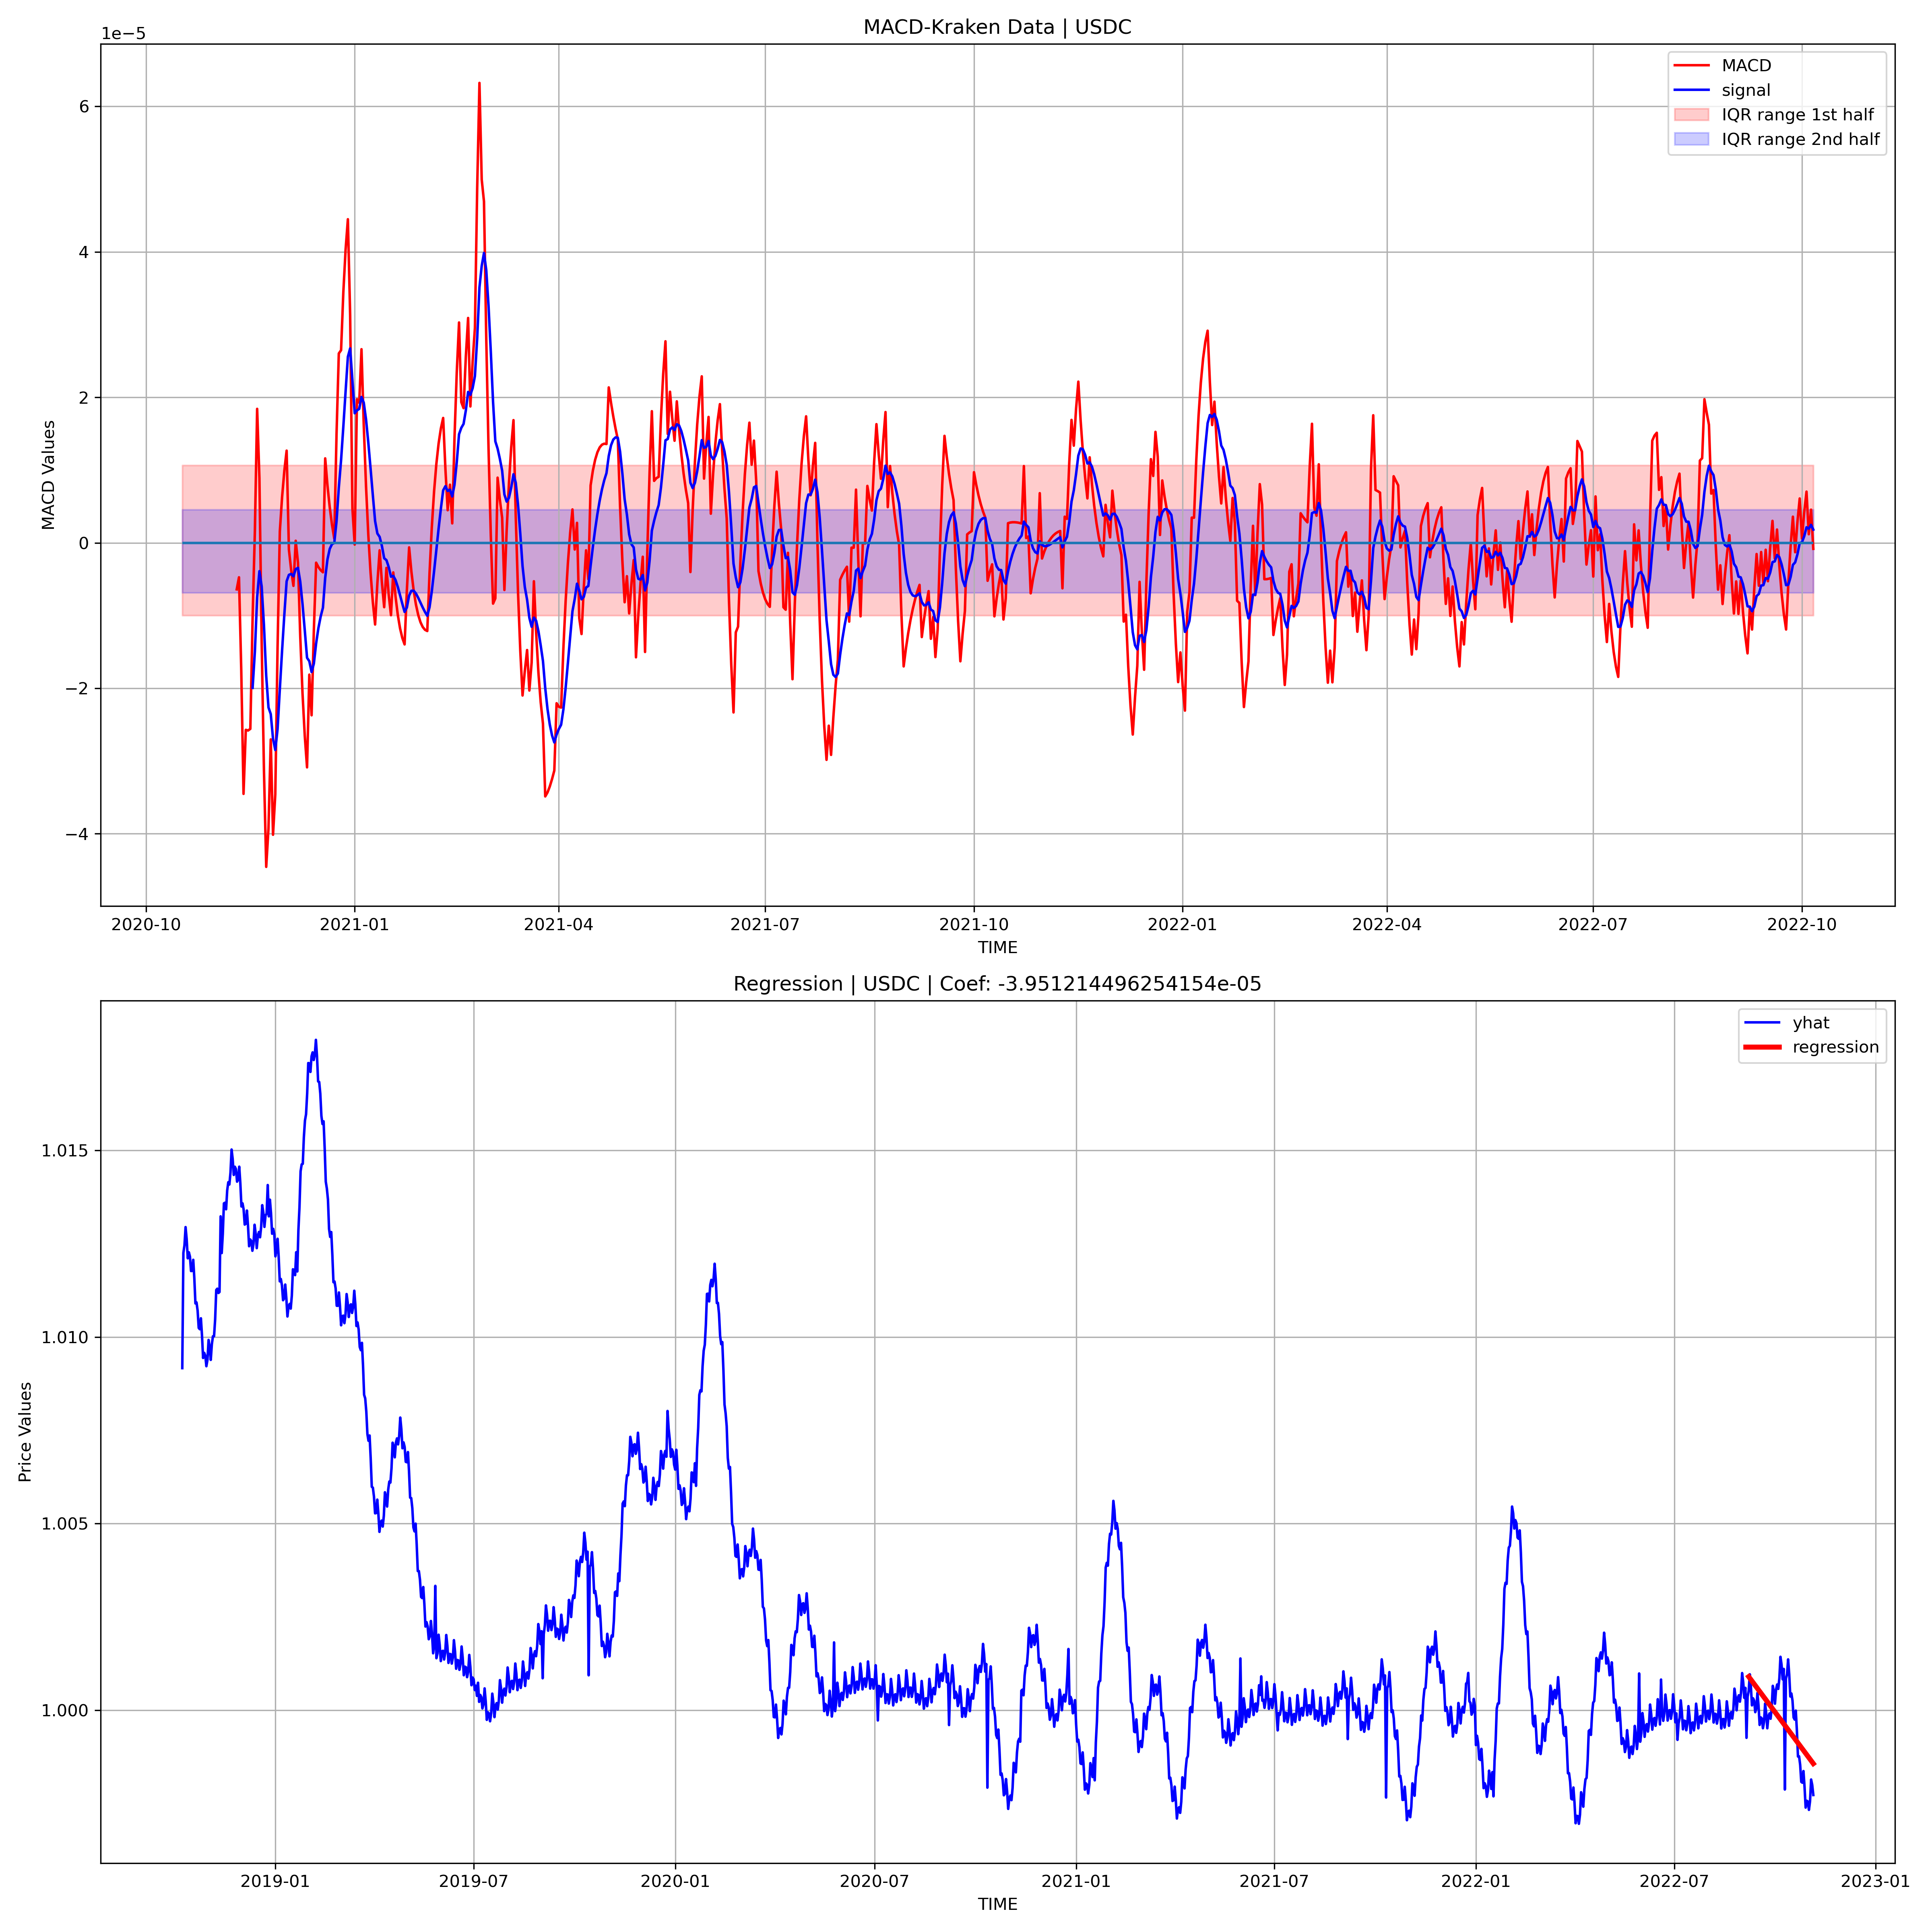 MACD-Kraken Data | USDC
1e−5
MACD
signal
IQR range 1st half
IQR range 2nd half
6
4
2
0
−2
−4
MACD Values
2020-10 2021-01 2021-04 2021-07 2021-10 2022-01 2022-04 2022-07 2022-10
TIME
Regression | USDC | Coef: -3.951214496254154e-05
yhat
regression
1.015
1.010
1.005
1.000
Price Values
2019-01 2019-07 2020-01 2020-07 2021-01 2021-07 2022-01 2022-07 2023-01
TIME